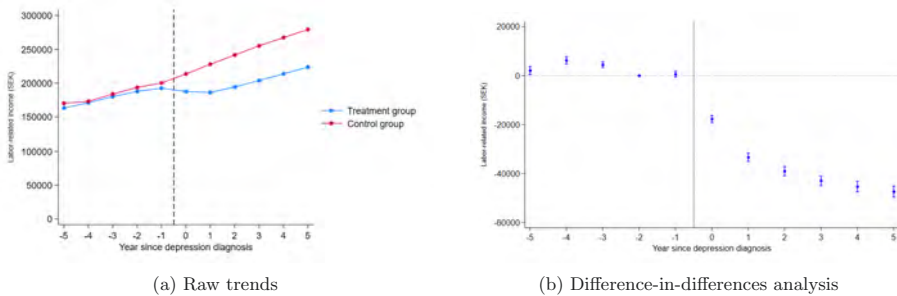 300000
250000
200000
150000
100000
50000
0
Labor-related income (SEK)
-5 -4 -3 -2 -1 0 1 2 3 4 5
Year since depression diagnosis
Treatment group
Control group
(a) Raw trends
20000
0
-20000
-40000
-60000
Labor-related income (SEK)
-5 -4 -3 -2 -1 0 1 2 3 4 5
Year since depression diagnosis
(b) Difference-in-differences analysis